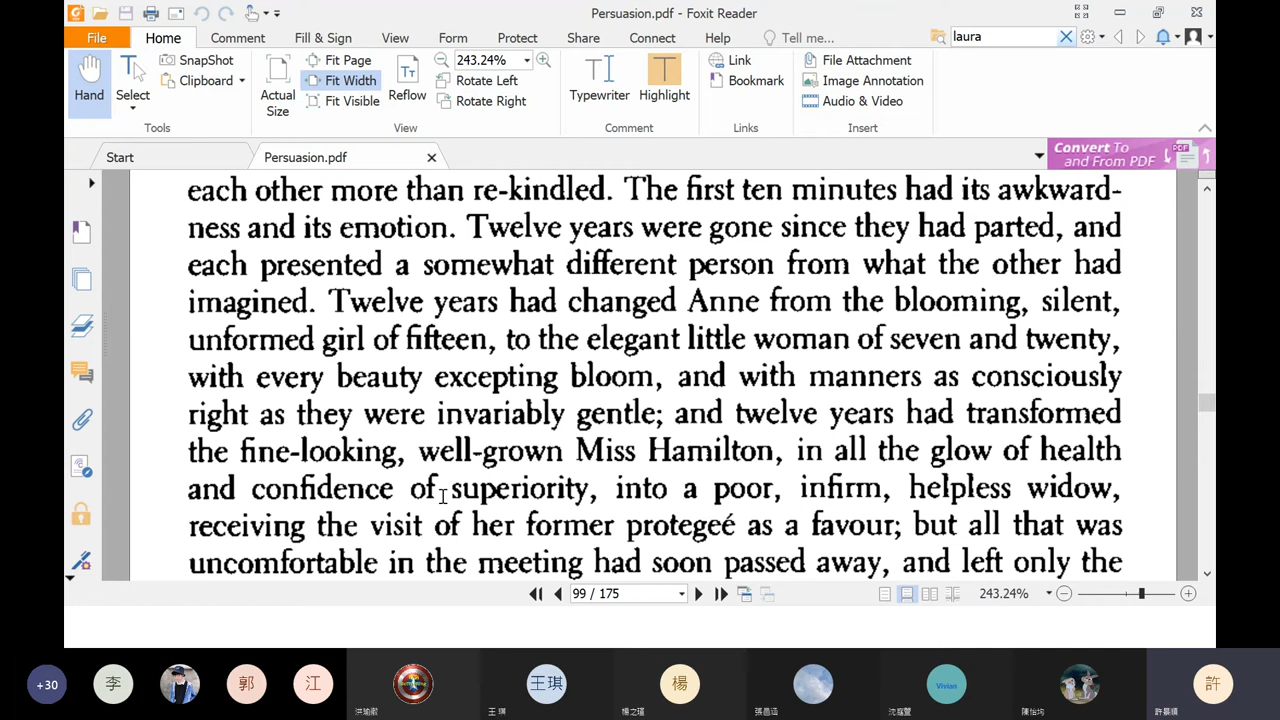 Persuasion.pdf - Foxit Reader
File Home Comment Fill & Sign View Form Protect Share Connect Help Tell me... laura
Hand
Select
SnapShot
Clipboard
Actual Size
Fit Page
Fit Width
Fit Visible
Reflow
243.24%
Rotate Left
Rotate Right
Typewriter
Highlight
Link
Bookmark
File Attachment
Image Annotation
Audio & Video
Tools View Comment Links Insert
Start Persuasion.pdf
Convert To
and From PDF
PDF
each other more than re-kindled. The first ten minutes had its awkward-
ness and its emotion. Twelve years were gone since they had parted, and
each presented a somewhat different person from what the other had
imagined. Twelve years had changed Anne from the blooming, silent,
unformed girl of fifteen, to the elegant little woman of seven and twenty,
with every beauty excepting bloom, and with manners as consciously
right as they were invariably gentle; and twelve years had transformed
the fine-looking, well-grown Miss Hamilton, in all the glow of health
and confidence of superiority, into a poor, infirm, helpless widow,
receiving the visit of her former protegeé as a favour; but all that was
uncomfortable in the meeting had soon passed away, and left only the
99 / 175 243.24%
+30 李 郭 江 王琪 楊 Vivian 許
王 琪 楊之瑄 陳怡均